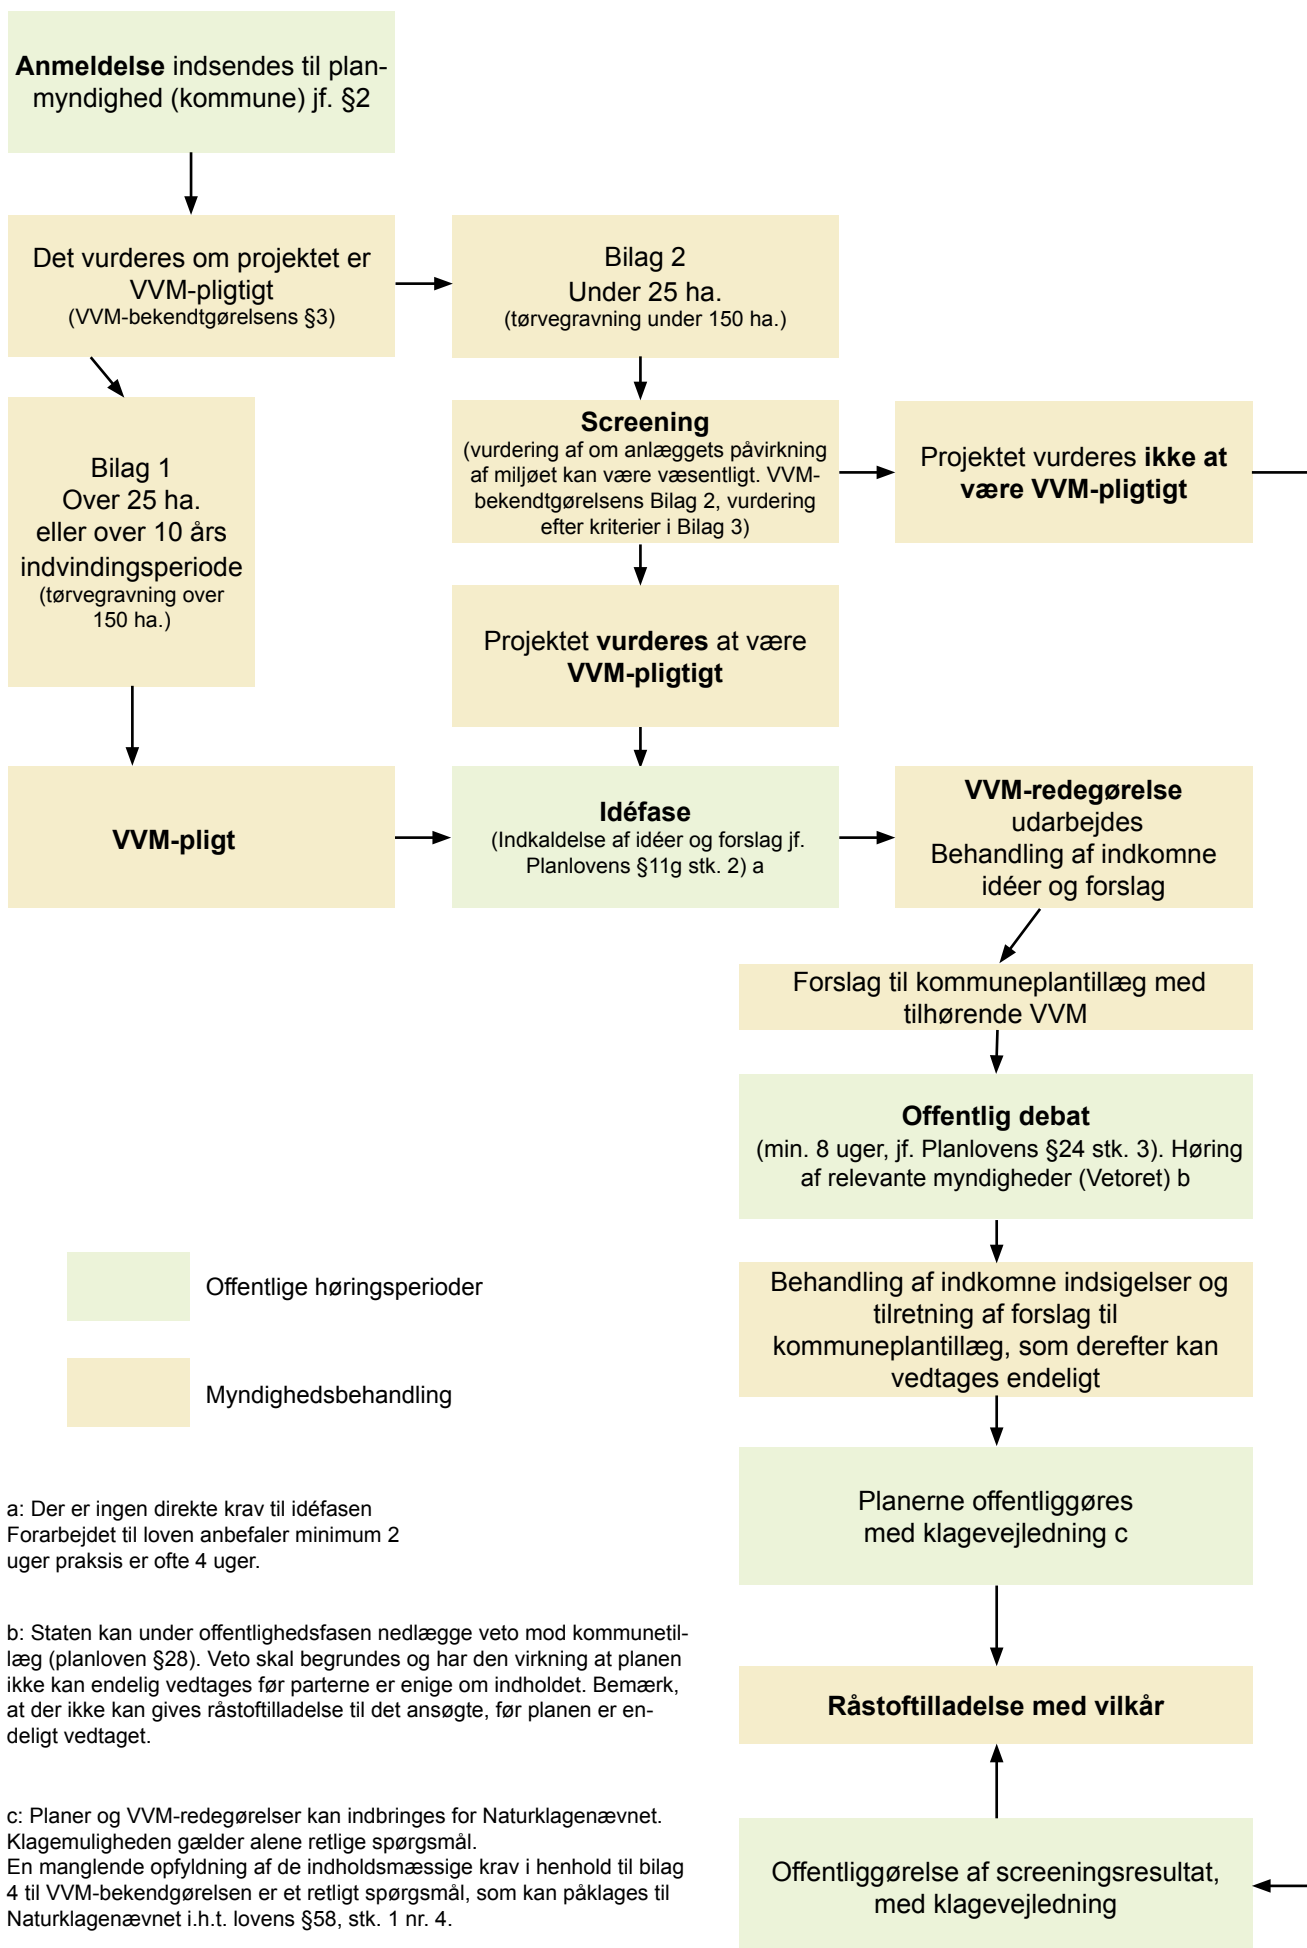 Anmeldelse indsendes til plan-
myndighed (kommune) jf. §2
Det vurderes om projektet er
VVM-pligtigt
(VVM-bekendtgørelsens §3)
Bilag 2
Under 25 ha.
(tørvegravning under 150 ha.)
Bilag 1
Over 25 ha.
eller over 10 års
indvindingsperiode
(tørvegravning over
150 ha.)
Screening
(vurdering af om anlæggets påvirkning
af miljøet kan være væsentligt. VVM-
bekendtgørelsens Bilag 2, vurdering
efter kriterier i Bilag 3)
Projektet vurderes ikke at
være VVM-pligtigt
Projektet vurderes at være
VVM-pligtigt
VVM-pligt
Idéfase
(Indkaldelse af idéer og forslag jf.
Planlovens §11g stk. 2) a
VVM-redegørelse
udarbejdes
Behandling af indkomne
idéer og forslag
Forslag til kommuneplantillæg med
tilhørende VVM
Offentlig debat
(min. 8 uger, jf. Planlovens §24 stk. 3). Høring
af relevante myndigheder (Vetoret) b
Behandling af indkomne indsigelser og
tilretning af forslag til
kommuneplantillæg, som derefter kan
vedtages endeligt
Planerne offentliggøres
med klagevejledning c
Råstoftilladelse med vilkår
Offentliggørelse af screeningsresultat,
med klagevejledning
Offentlige høringsperioder
Myndighedsbehandling
a: Der er ingen direkte krav til idéfasen
Forarbejdet til loven anbefaler minimum 2
uger praksis er ofte 4 uger.
b: Staten kan under offentlighedsfasen nedlægge veto mod kommunetil-
læg (planloven §28). Veto skal begrundes og har den virkning at planen
ikke kan endelig vedtages før parterne er enige om indholdet. Bemærk,
at der ikke kan gives råstoftilladelse til det ansøgte, før planen er en-
deligt vedtaget.
c: Planer og VVM-redegørelser kan indbringes for Naturklagenævnet.
Klagemuligheden gælder alene retlige spørgsmål.
En manglende opfyldning af de indholdsmæssige krav i henhold til bilag
4 til VVM-bekendgørelsen er et retligt spørgsmål, som kan påklages til
Naturklagenævnet i.h.t. lovens §58, stk. 1 nr. 4.